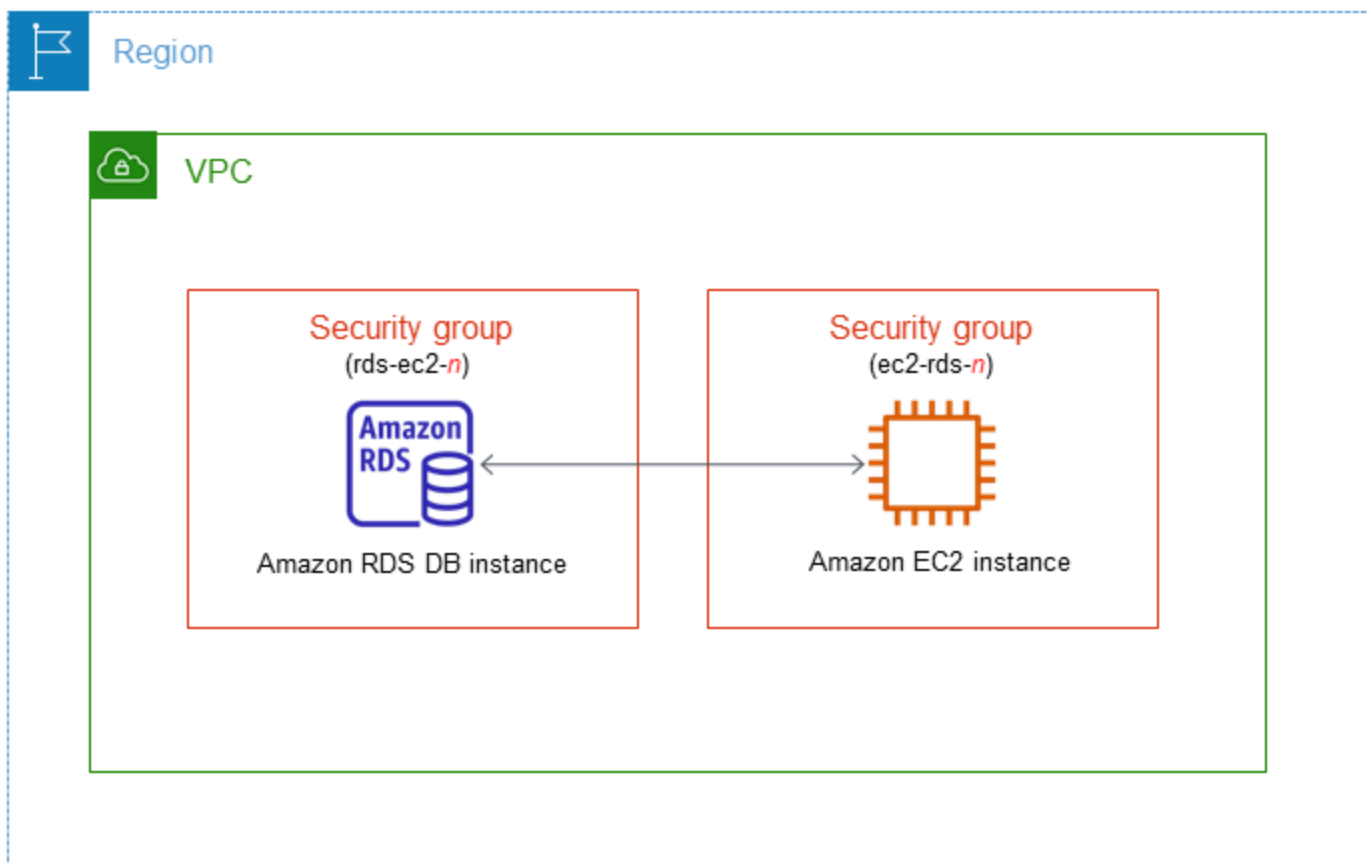 Region
VPC
Security group
(rds-ec2-n)
Amazon
RDS
Amazon RDS DB instance
Security group
(ec2-rds-n)
Amazon EC2 instance